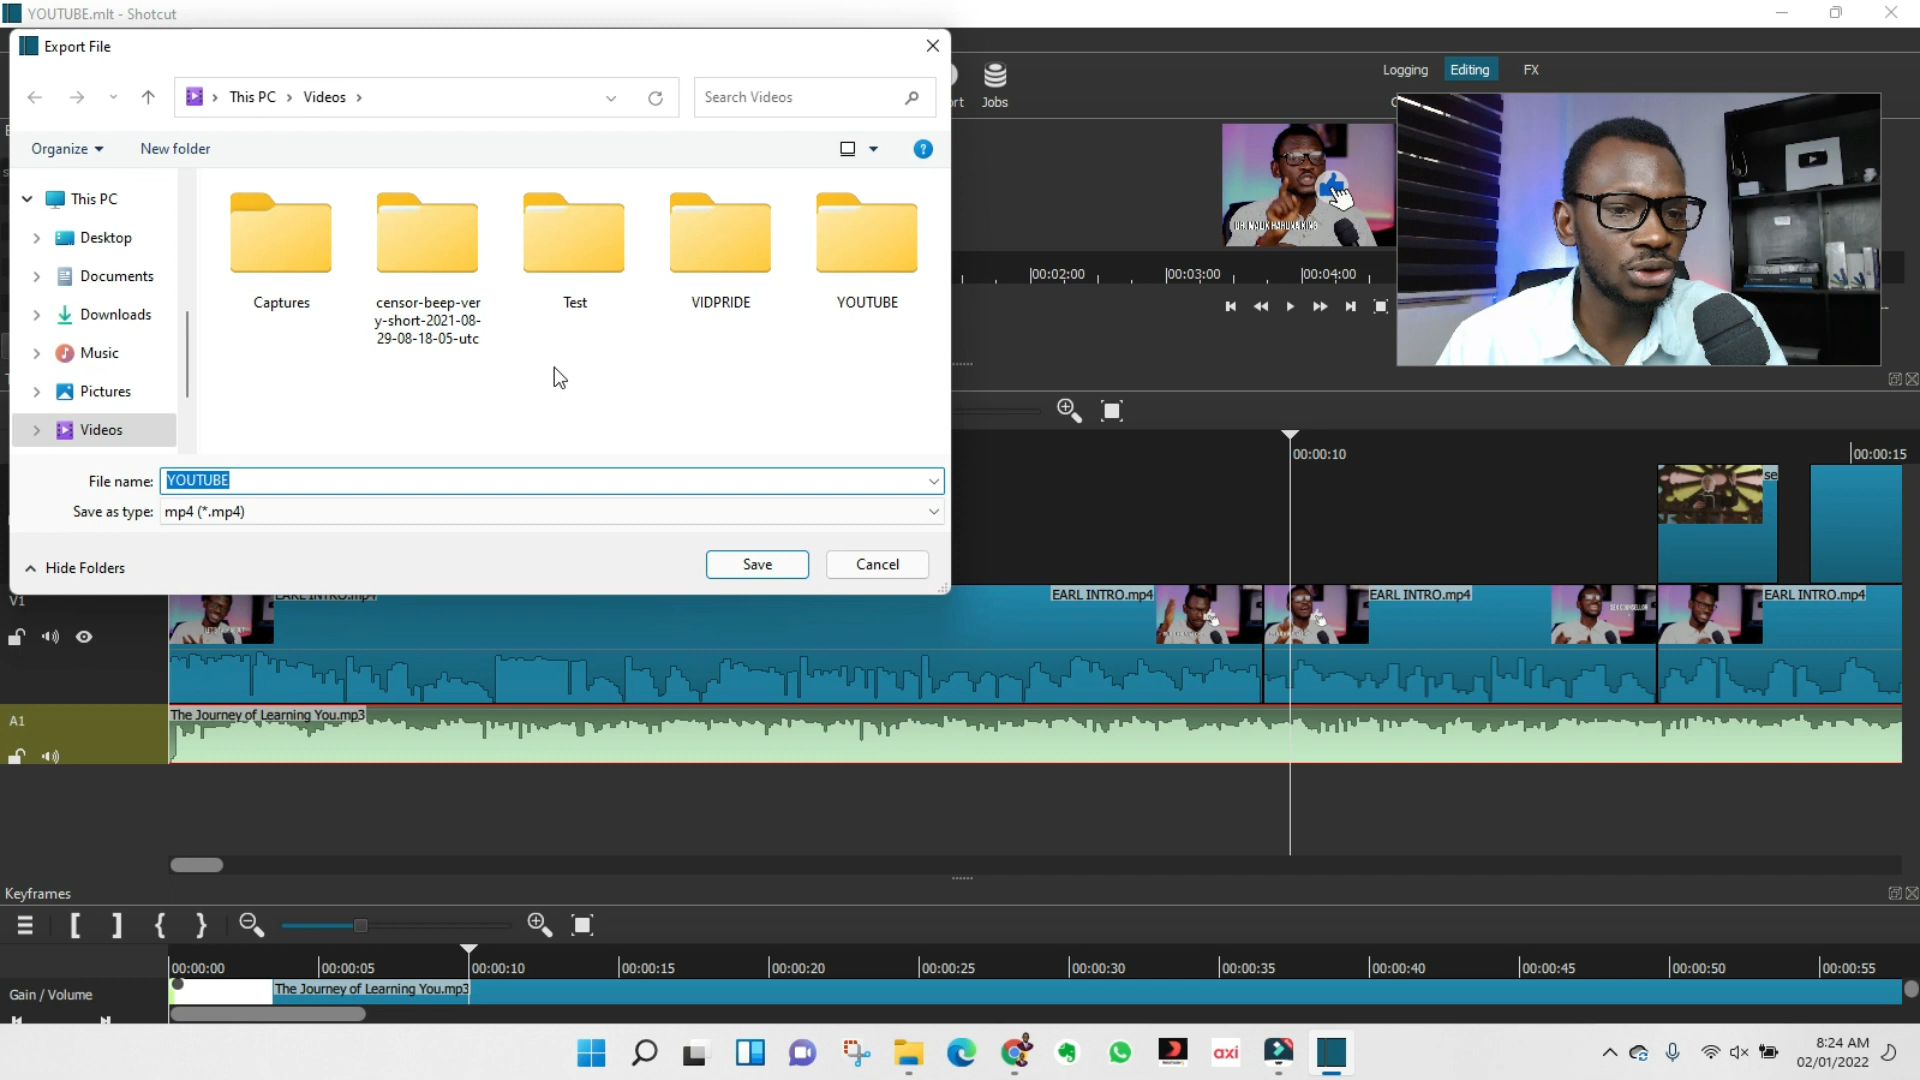 YOUTUBE.mlt - Shotcut
Export File
This PC
Videos
Search Videos
Logging
Editing
FX
Jobs
Organize
New folder
This PC
Desktop
Documents
Downloads
Music
Pictures
Videos
Captures
censor-beep-ver
y-short-2021-08-
29-08-18-05-utc
Test
VIDPRIDE
YOUTUBE
00:02:00
00:03:00
00:04:00
File name:
YOUTUBE
Save as type:
mp4 (*.mp4)
Hide Folders
Save
Cancel
00:00:10
00:00:15
se
V1
EARL INTRO.mp4
EARL INTRO.mp4
EARL INTRO.mp4
EARL INTRO.mp4
A1
The Journey of Learning You.mp3
Keyframes
00:00:00
00:00:05
00:00:10
00:00:15
00:00:20
00:00:25
00:00:30
00:00:35
00:00:40
00:00:45
00:00:50
00:00:55
Gain / Volume
The Journey of Learning You.mp3
axi
8:24 AM
02/01/2022